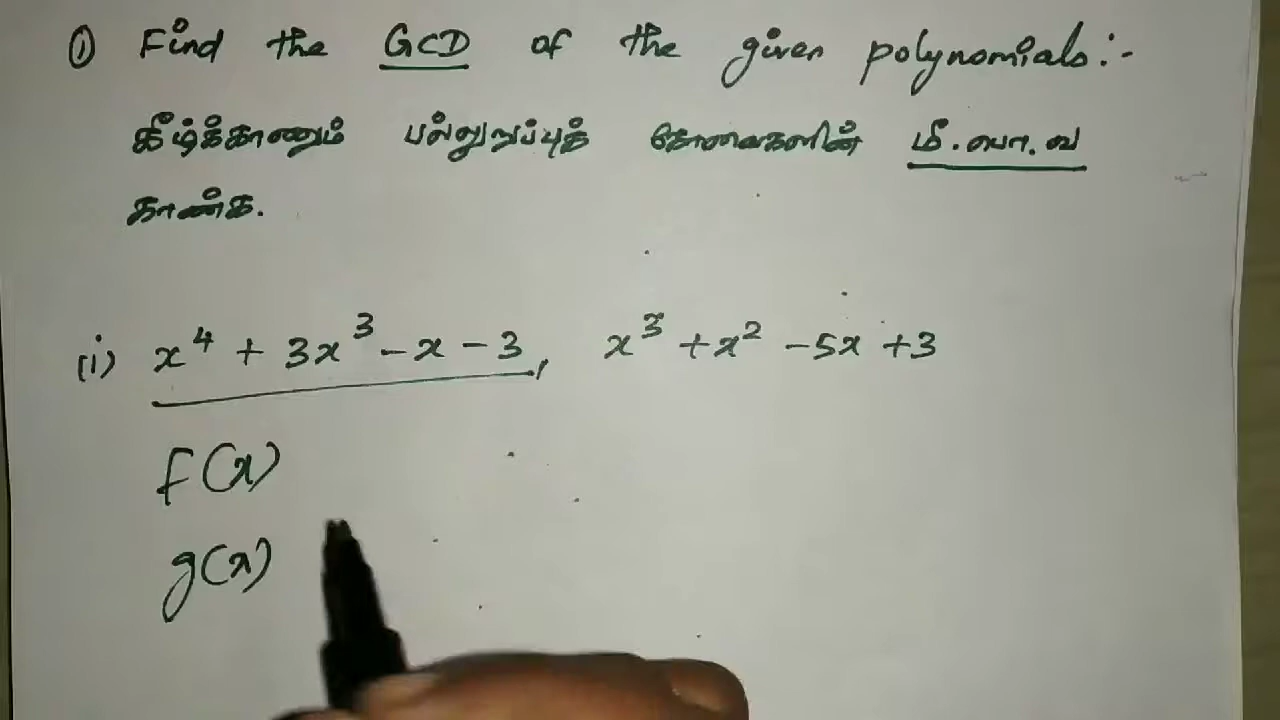 ① Find the GCD of the given polynomials:-
கீழ்க்காணும் பல்லுறுப்புக் கோவைகளின் மீ.பொ.வ
காண்க.
(i) x⁴ + 3x³ - x - 3, x³ + x² - 5x + 3
f(x)
g(x)